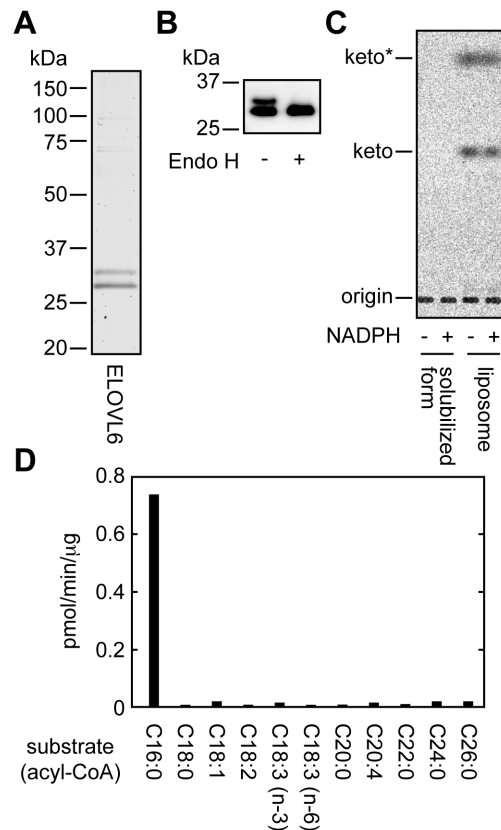 A
kDa
150
100
75
50
37
25
20
ELOVL6
B
kDa
37
25
Endo H - +
C
keto*
keto
origin
NADPH - + - +
solubilized
form
liposome
D
pmol/min/μg
0.8
0.6
0.4
0.2
0
substrate
(acyl-CoA)
C16:0
C18:0
C18:1
C18:2
C18:3 (n-3)
C18:3 (n-6)
C20:0
C20:4
C22:0
C24:0
C26:0